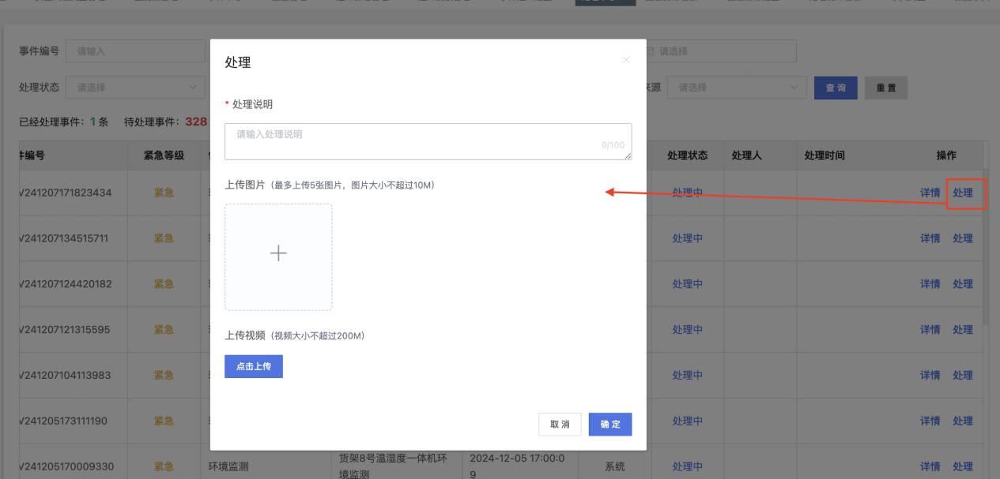 事件编号 请输入 请选择
处理状态 请选择 来源 请选择 查询 重置
已经处理事件：1条 待处理事件：328
处理
* 处理说明
请输入处理说明
0/100
上传图片（最多上传5张图片，图片大小不超过10M）
上传视频（视频大小不超过200M）
点击上传
取消 确定
件编号 紧急等级 处理状态 处理人 处理时间 操作
V241207171823434 紧急 处理中 详情 处理
V241207134515711 紧急 处理中 详情 处理
V241207124420182 紧急 处理中 详情 处理
V241207121315595 紧急 处理中 详情 处理
V241207104113983 紧急 处理中 详情 处理
V241205173111190 紧急 处理中 详情 处理
V241205170009330 紧急 环境监测 货架8号温湿度一体机环 2024-12-05 17:00:0 系统 处理中 详情 处理
境监测 9